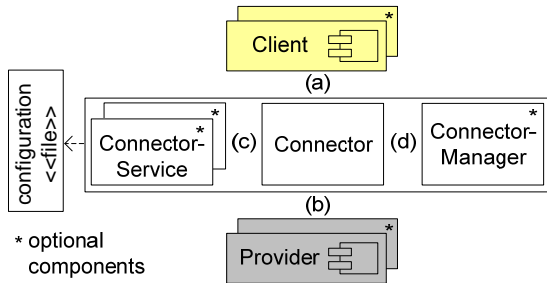 *
Client
(a)
configuration
<<file>>
*
*
Connector-
Service
(c)
Connector
(d)
*
Connector-
Manager
(b)
* optional
components
*
Provider